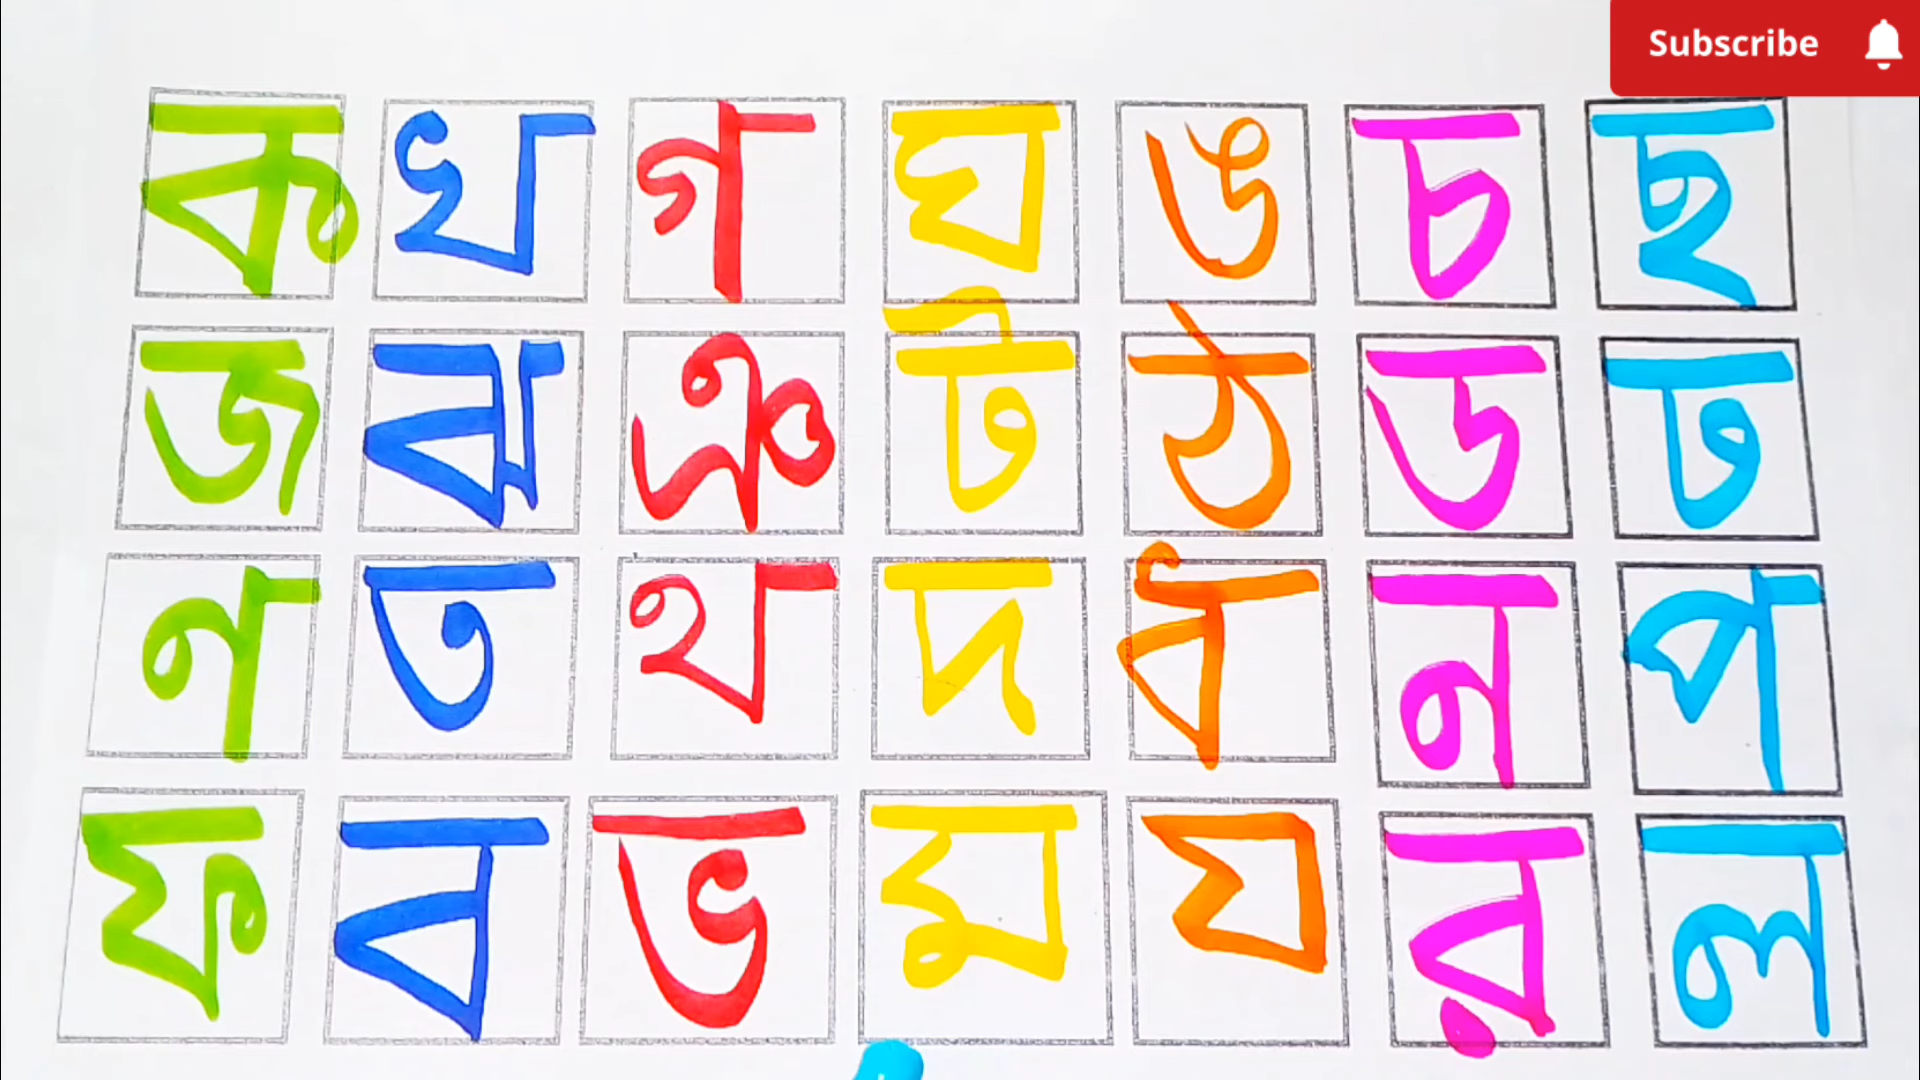 Subscribe
ক খ গ ঘ ঙ চ ছ
জ ঝ ঞ ট ঠ ড ঢ
ণ ত থ দ ধ ন প
ফ ব ভ ম য র ল